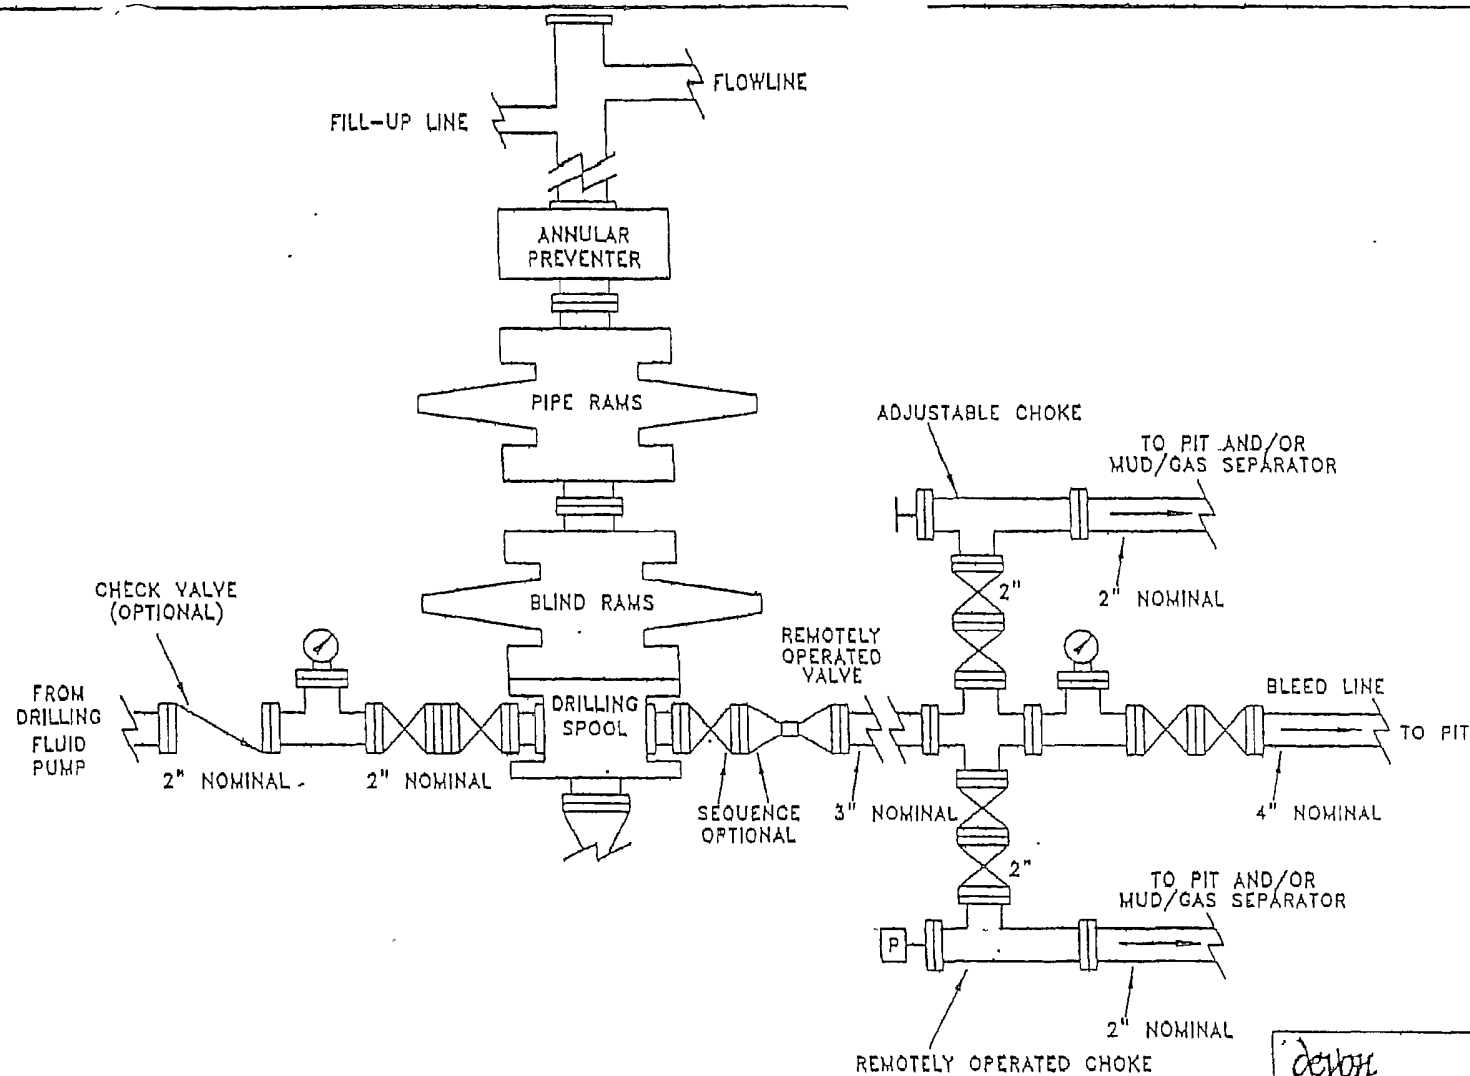 FLOWLINE
FILL-UP LINE
ANNULAR
PREVENTER
PIPE RAMS
ADJUSTABLE CHOKE
TO PIT AND/OR
MUD/GAS SEPARATOR
2"
2" NOMINAL
CHECK VALVE
(OPTIONAL)
BLIND RAMS
REMOTELY
OPERATED
VALVE
FROM
DRILLING
FLUID
PUMP
DRILLING
SPOOL
BLEED LINE
TO PIT
2" NOMINAL
2" NOMINAL
SEQUENCE
OPTIONAL
3" NOMINAL
4" NOMINAL
2"
TO PIT AND/OR
MUD/GAS SEPARATOR
P
2" NOMINAL
REMOTELY OPERATED CHOKE
devon